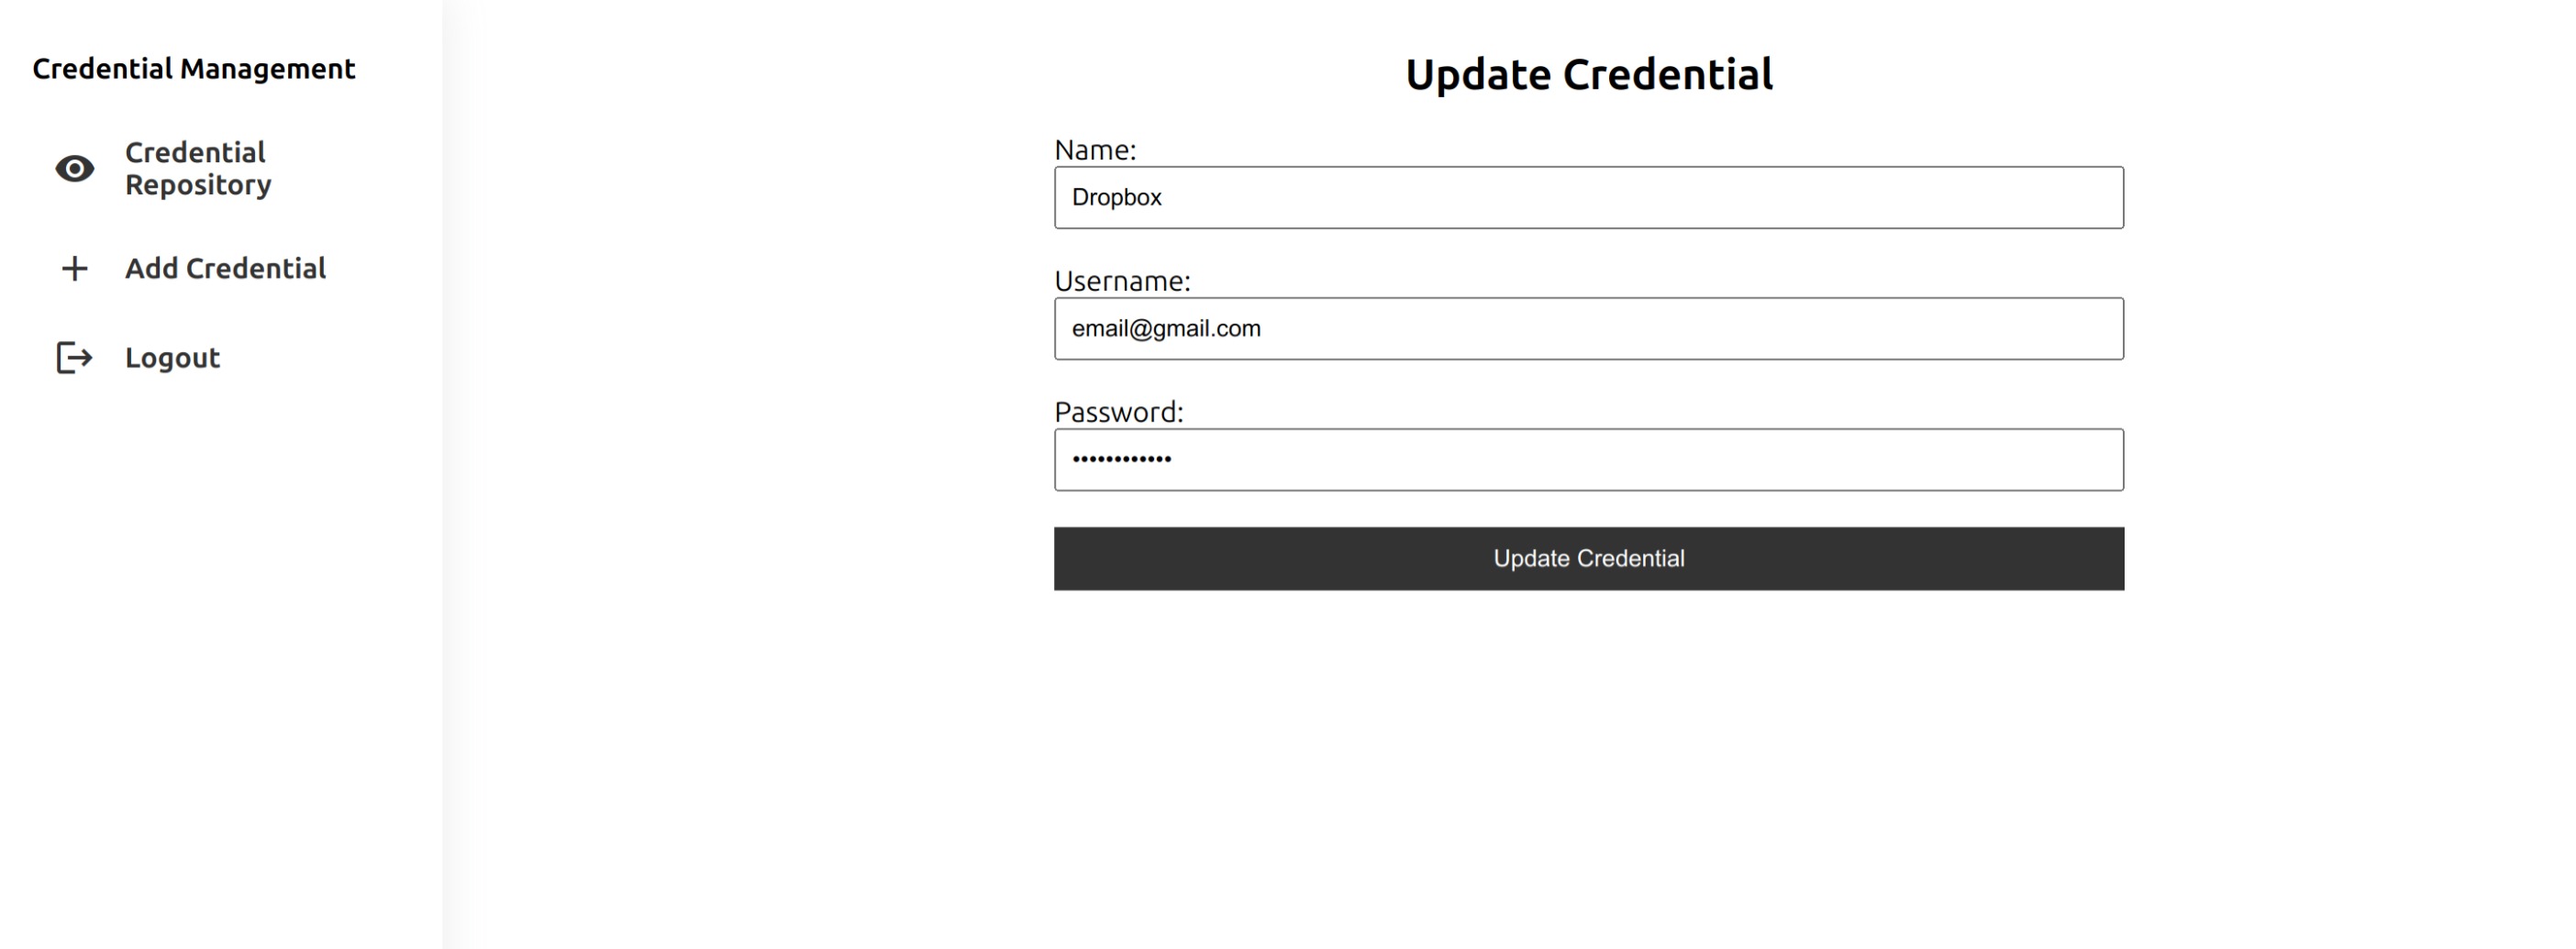 Credential Management
Credential
Repository
Add Credential
Logout
Update Credential
Name:
Dropbox
Username:
email@gmail.com
Password:
••••••••••••
Update Credential